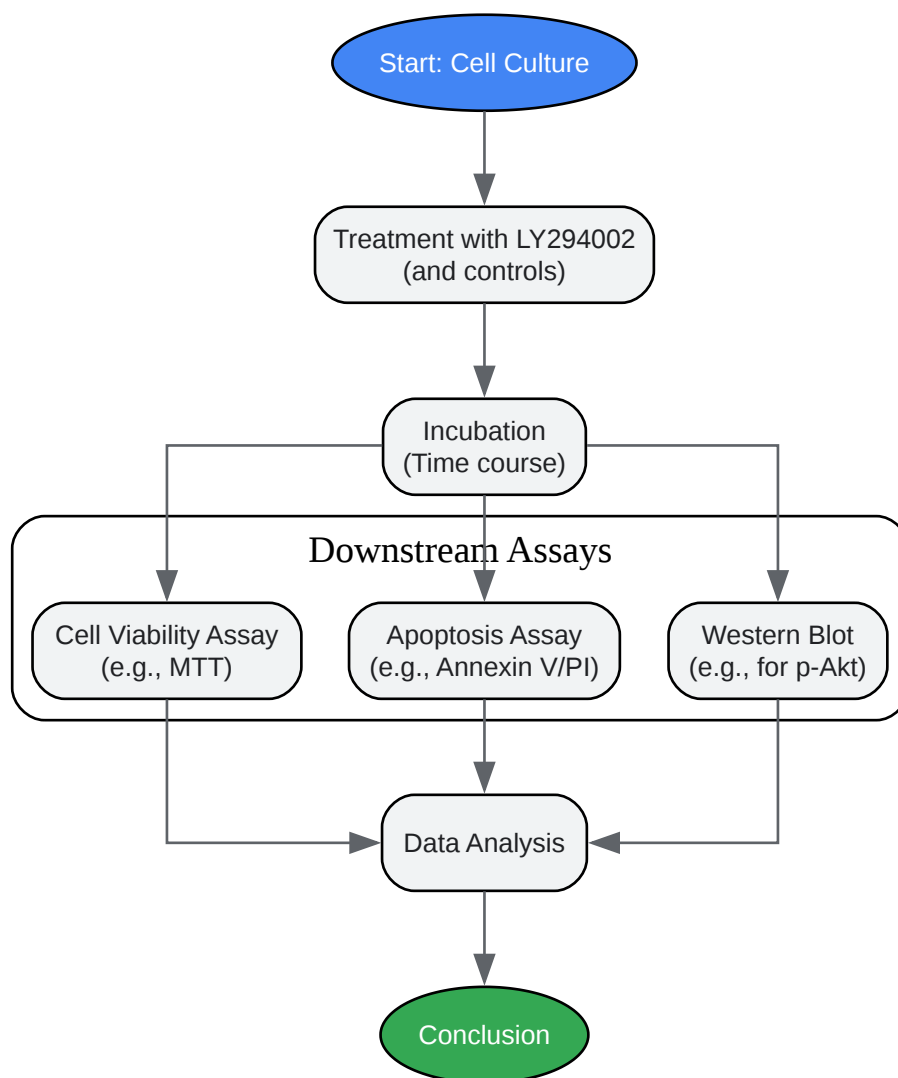 Start: Cell Culture
Treatment with LY294002
(and controls)
Incubation
(Time course)
Downstream Assays
Cell Viability Assay
(e.g., MTT)
Apoptosis Assay
(e.g., Annexin V/PI)
Western Blot
(e.g., for p-Akt)
Data Analysis
Conclusion